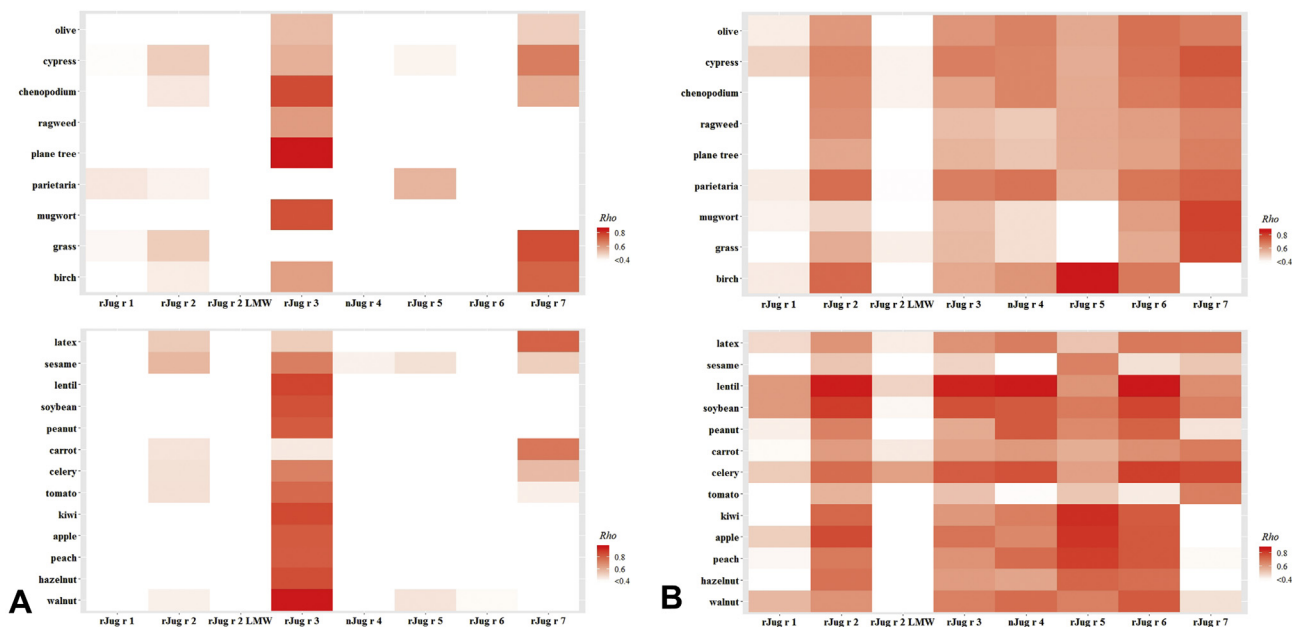 olive
cypress
chenopodium
ragweed
plane tree
parietaria
mugwort
grass
birch
rJug r 1 rJug r 2 rJug r 2 LMW rJug r 3 nJug r 4 rJug r 5 rJug r 6 rJug r 7
Rho
0.8
0.6
<0.4
latex
sesame
lentil
soybean
peanut
carrot
celery
tomato
kiwi
apple
peach
hazelnut
walnut
rJug r 1 rJug r 2 rJug r 2 LMW rJug r 3 nJug r 4 rJug r 5 rJug r 6 rJug r 7
Rho
0.8
0.6
<0.4
A
olive
cypress
chenopodium
ragweed
plane tree
parietaria
mugwort
grass
birch
rJug r 1 rJug r 2 rJug r 2 LMW rJug r 3 nJug r 4 rJug r 5 rJug r 6 rJug r 7
Rho
0.8
0.6
<0.4
latex
sesame
lentil
soybean
peanut
carrot
celery
tomato
kiwi
apple
peach
hazelnut
walnut
rJug r 1 rJug r 2 rJug r 2 LMW rJug r 3 nJug r 4 rJug r 5 rJug r 6 rJug r 7
Rho
0.8
0.6
<0.4
B